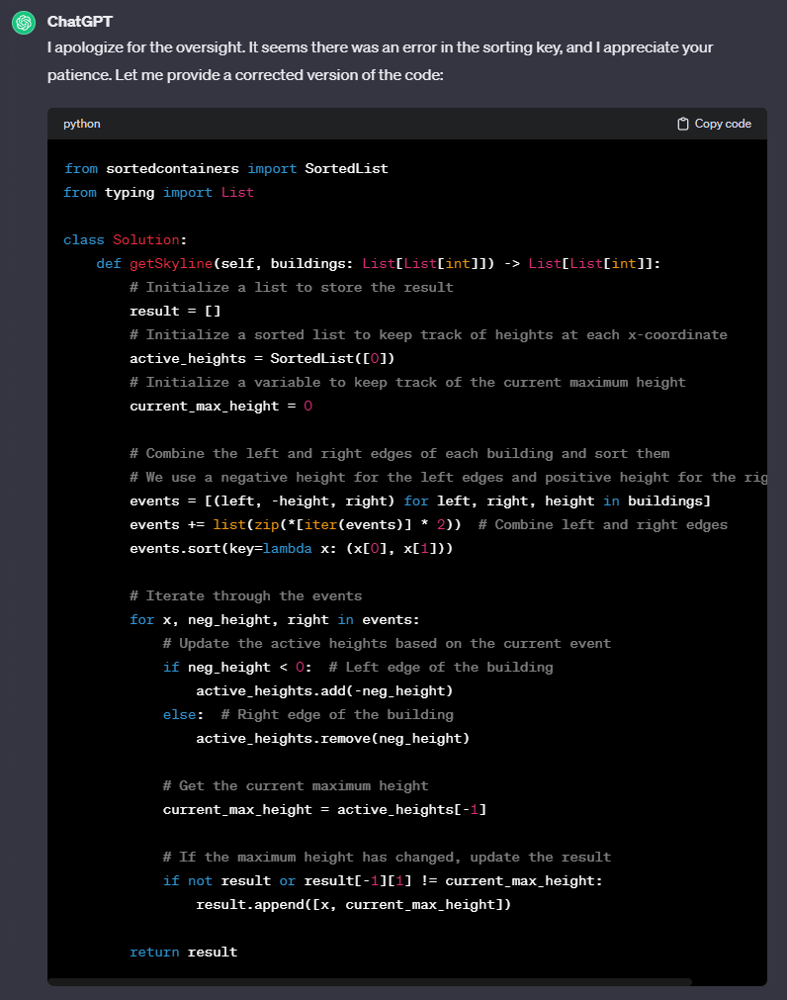 ChatGPT
I apologize for the oversight. It seems there was an error in the sorting key, and I appreciate your
patience. Let me provide a corrected version of the code:
python
Copy code
from sortedcontainers import SortedList
from typing import List
class Solution:
    def getSkyline(self, buildings: List[List[int]]) -> List[List[int]]:
        # Initialize a list to store the result
        result = []
        # Initialize a sorted list to keep track of heights at each x-coordinate
        active_heights = SortedList([0])
        # Initialize a variable to keep track of the current maximum height
        current_max_height = 0
        # Combine the left and right edges of each building and sort them
        # We use a negative height for the left edges and positive height for the rig
        events = [(left, -height, right) for left, right, height in buildings]
        events += list(zip(*[iter(events)] * 2))  # Combine left and right edges
        events.sort(key=lambda x: (x[0], x[1]))
        # Iterate through the events
        for x, neg_height, right in events:
            # Update the active heights based on the current event
            if neg_height < 0:  # Left edge of the building
                active_heights.add(-neg_height)
            else:  # Right edge of the building
                active_heights.remove(neg_height)
            # Get the current maximum height
            current_max_height = active_heights[-1]
            # If the maximum height has changed, update the result
            if not result or result[-1][1] != current_max_height:
                result.append([x, current_max_height])
        return result